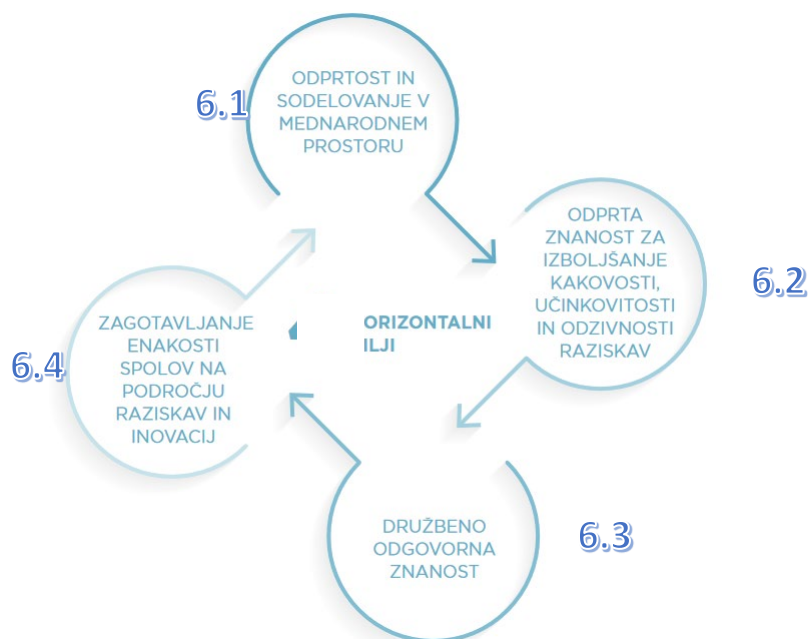 6.1
ODPRTOST IN
SODELOVANJE V
MEDNARODNEM
PROSTORU
ODPRTA
ZNANOST ZA
IZBOLJŠANJE
KAKOVOSTI,
UČINKOVITOSTI
IN ODZIVNOSTI
RAZISKAV
6.2
ORIZONTALNI
ILJI
6.4
ZAGOTAVLJANJE
ENAKOSTI
SPOLOV NA
PODROČJU
RAZISKAV IN
INOVACIJ
DRUŽBENO
ODGOVORNA
ZNANOST
6.3